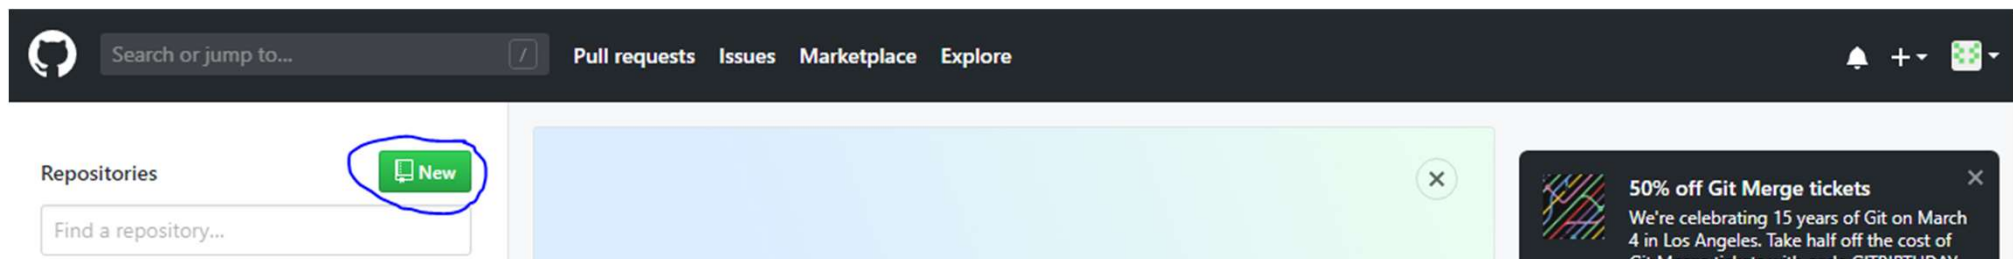 Search or jump to...
/
Pull requests
Issues
Marketplace
Explore
Repositories
New
Find a repository...
50% off Git Merge tickets
We're celebrating 15 years of Git on March
4 in Los Angeles. Take half off the cost of